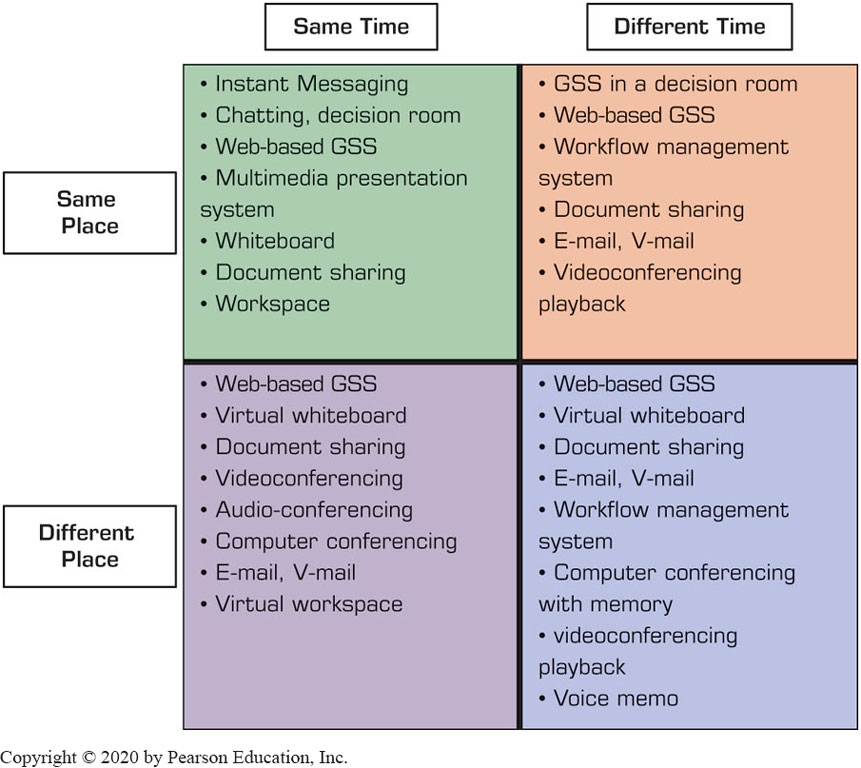 Same Time
Different Time
Same
Place
• Instant Messaging
• Chatting, decision room
• Web-based GSS
• Multimedia presentation
system
• Whiteboard
• Document sharing
• Workspace
• GSS in a decision room
• Web-based GSS
• Workflow management
system
• Document sharing
• E-mail, V-mail
• Videoconferencing
playback
Different
Place
• Web-based GSS
• Virtual whiteboard
• Document sharing
• Videoconferencing
• Audio-conferencing
• Computer conferencing
• E-mail, V-mail
• Virtual workspace
• Web-based GSS
• Virtual whiteboard
• Document sharing
• E-mail, V-mail
• Workflow management
system
• Computer conferencing
with memory
• videoconferencing
playback
• Voice memo
Copyright © 2020 by Pearson Education, Inc.